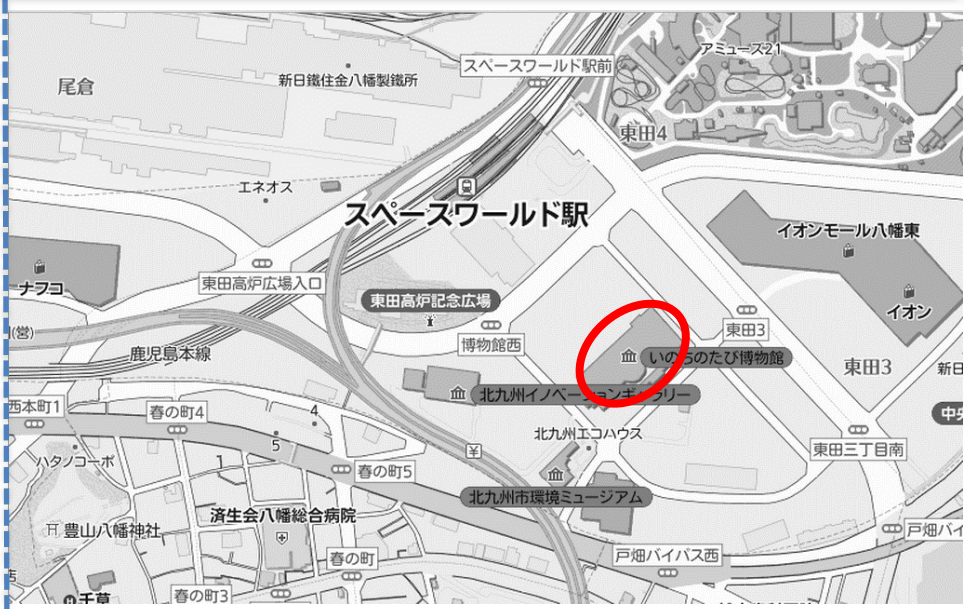 アミューズ21
スペースワールド駅前
新日鐵住金八幡製鐵所
尾倉
東田4
エネオス
スペースワールド駅
イオンモール八幡東
東田高炉広場入口
ナフコ
東田高炉記念広場
イオン
東田3
(営)
博物館西
鹿児島本線
いのちのたび博物館
東田3
新日
北九州イノベーションギャラリー
西本町1
春の町4
4
中央
北九州エコハウス
5
東田三丁目南
ハタノコーポ
1
春の町5
北九州市環境ミュージアム
済生会八幡総合病院
豊山八幡神社
戸畑バイ
戸畑バイパス西
春の町
春の町3
千草